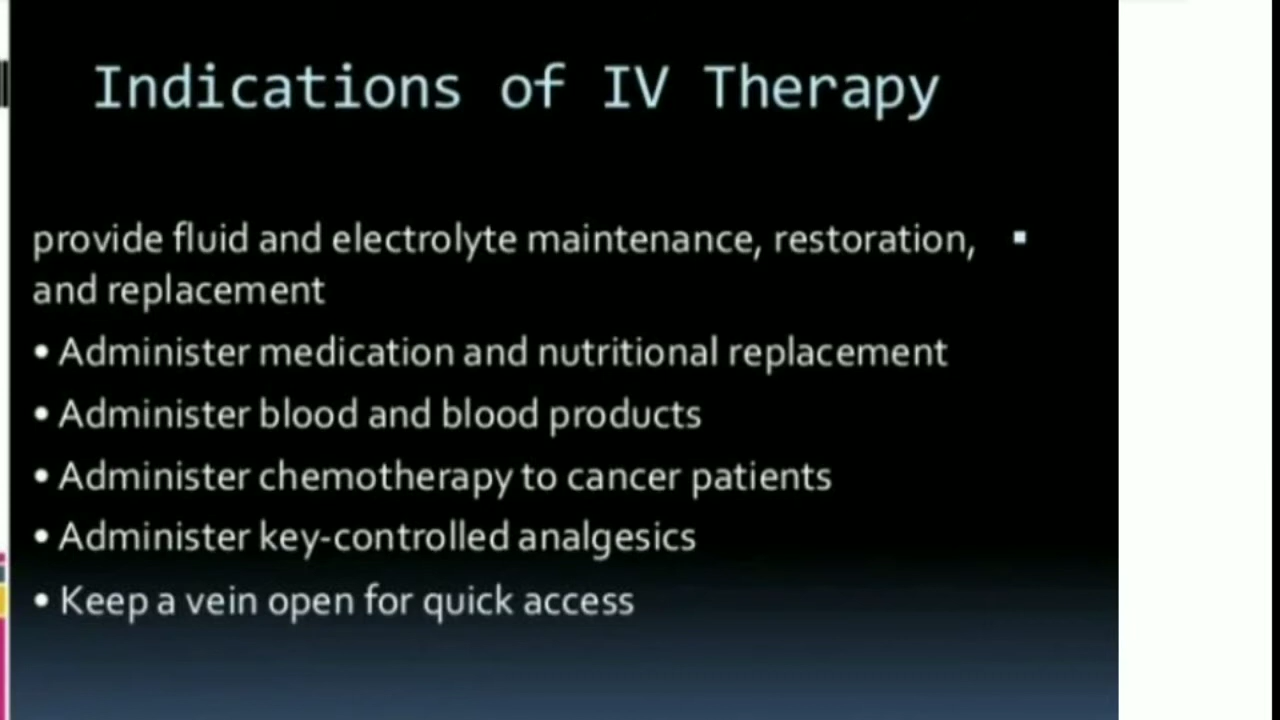 Indications of IV Therapy
provide fluid and electrolyte maintenance, restoration, ▪
and replacement
• Administer medication and nutritional replacement
• Administer blood and blood products
• Administer chemotherapy to cancer patients
• Administer key-controlled analgesics
• Keep a vein open for quick access